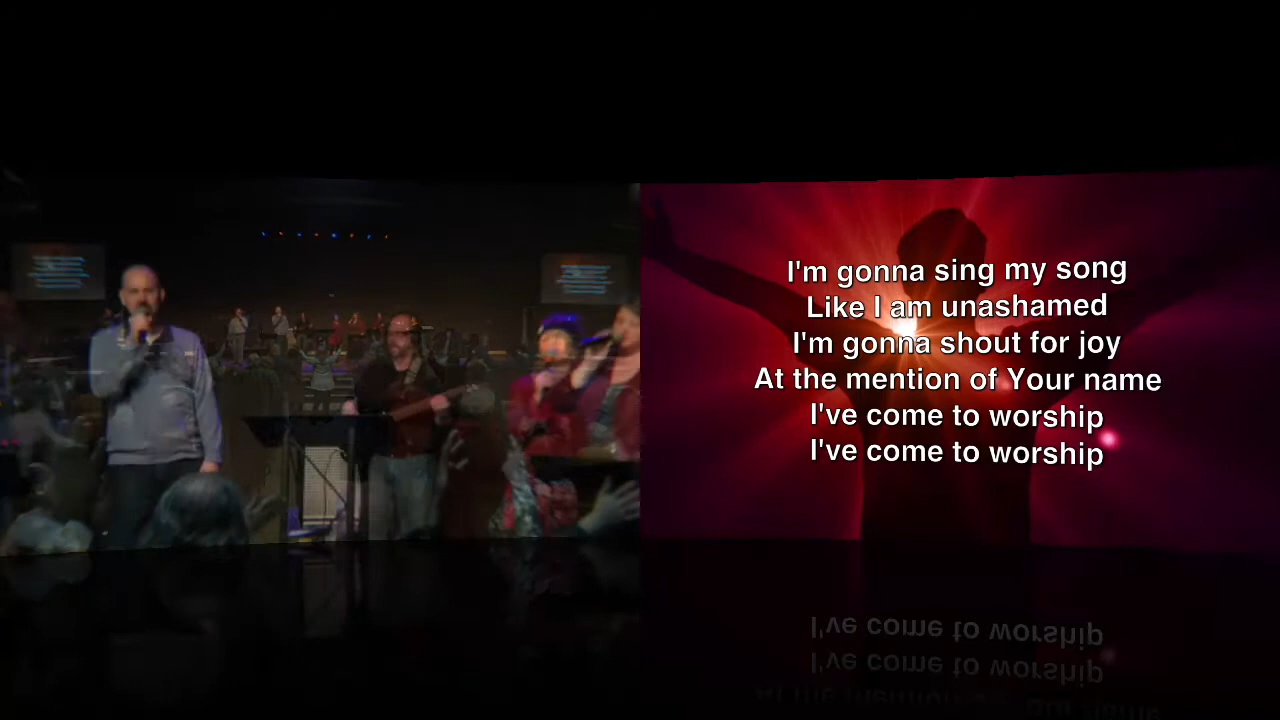 I'm gonna sing my song
Like I am unashamed
I'm gonna shout for joy
At the mention of Your name
I've come to worship
I've come to worship